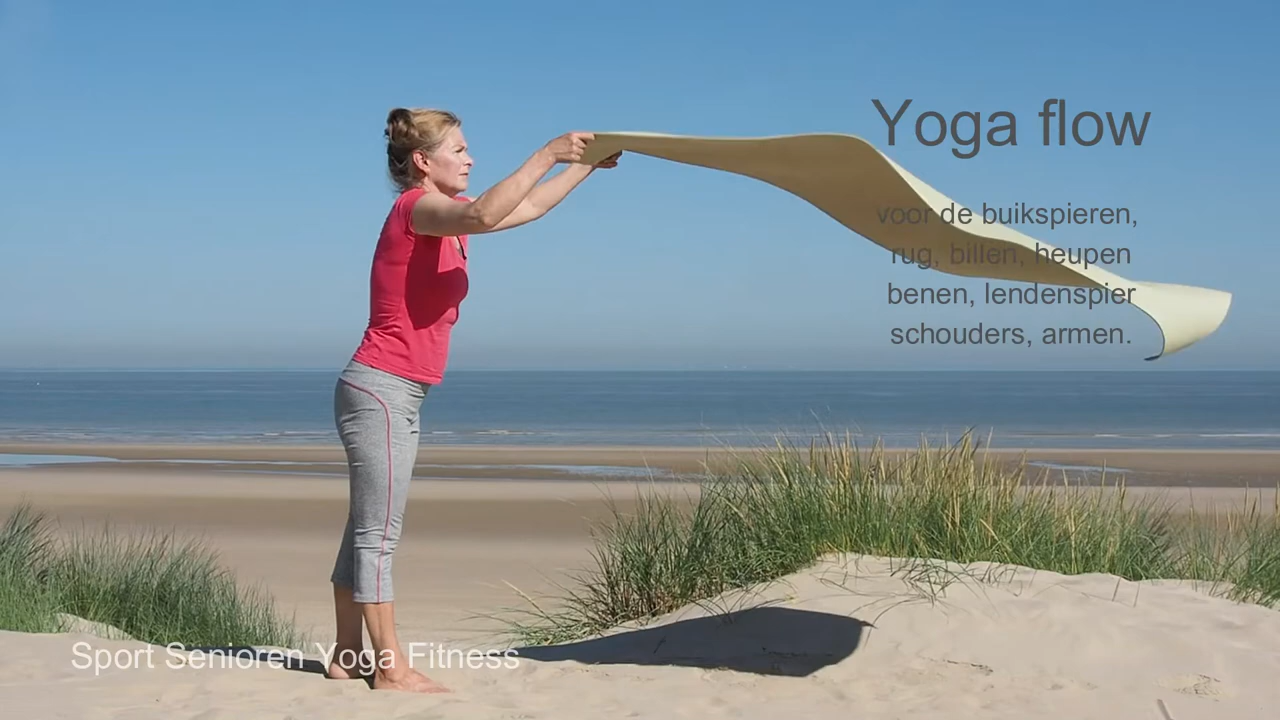 Yoga flow
voor de buikspieren,
rug, billen, heupen
benen, lendenspier
schouders, armen.
Sport Senioren Yoga Fitness